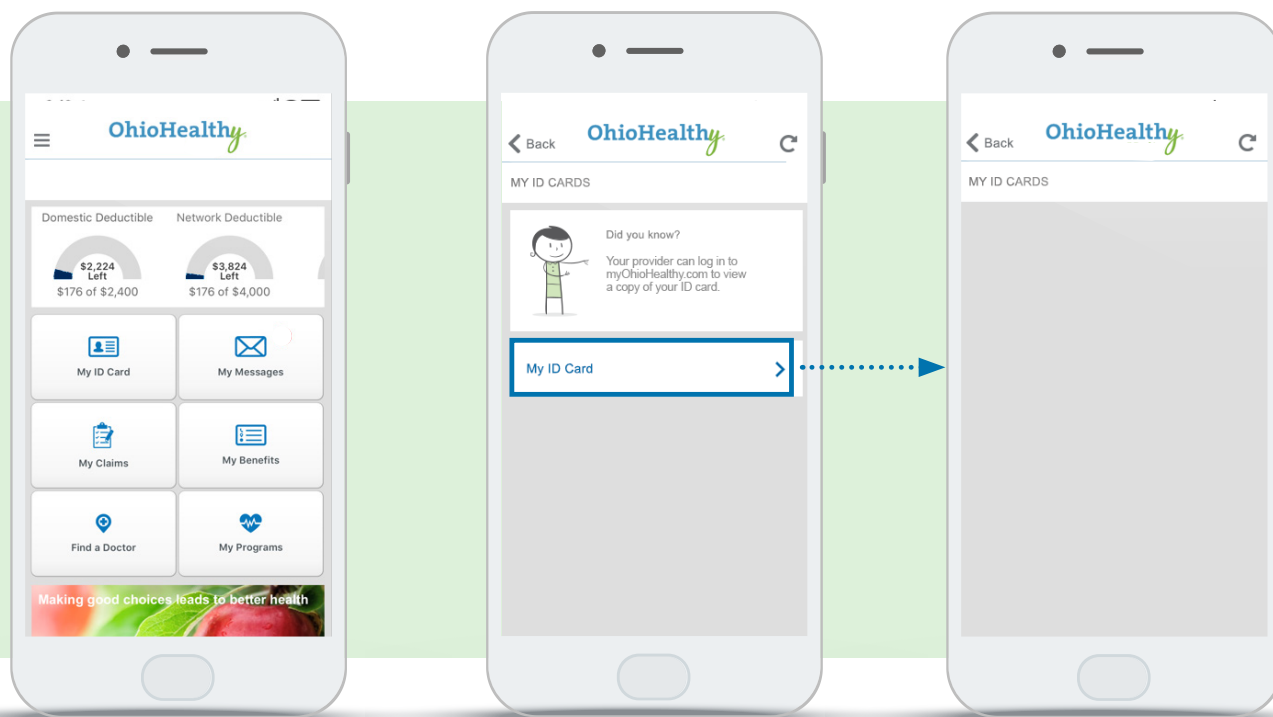 OhioHealthy
Domestic Deductible
Network Deductible
$2,224
Left
$176 of $2,400
$3,824
Left
$176 of $4,000
My ID Card
My Messages
My Claims
My Benefits
Find a Doctor
My Programs
Making good choices leads to better health
Back
OhioHealthy
MY ID CARDS
Did you know?
Your provider can log in to
myOhioHealthy.com to view
a copy of your ID card.
My ID Card
Back
OhioHealthy
MY ID CARDS